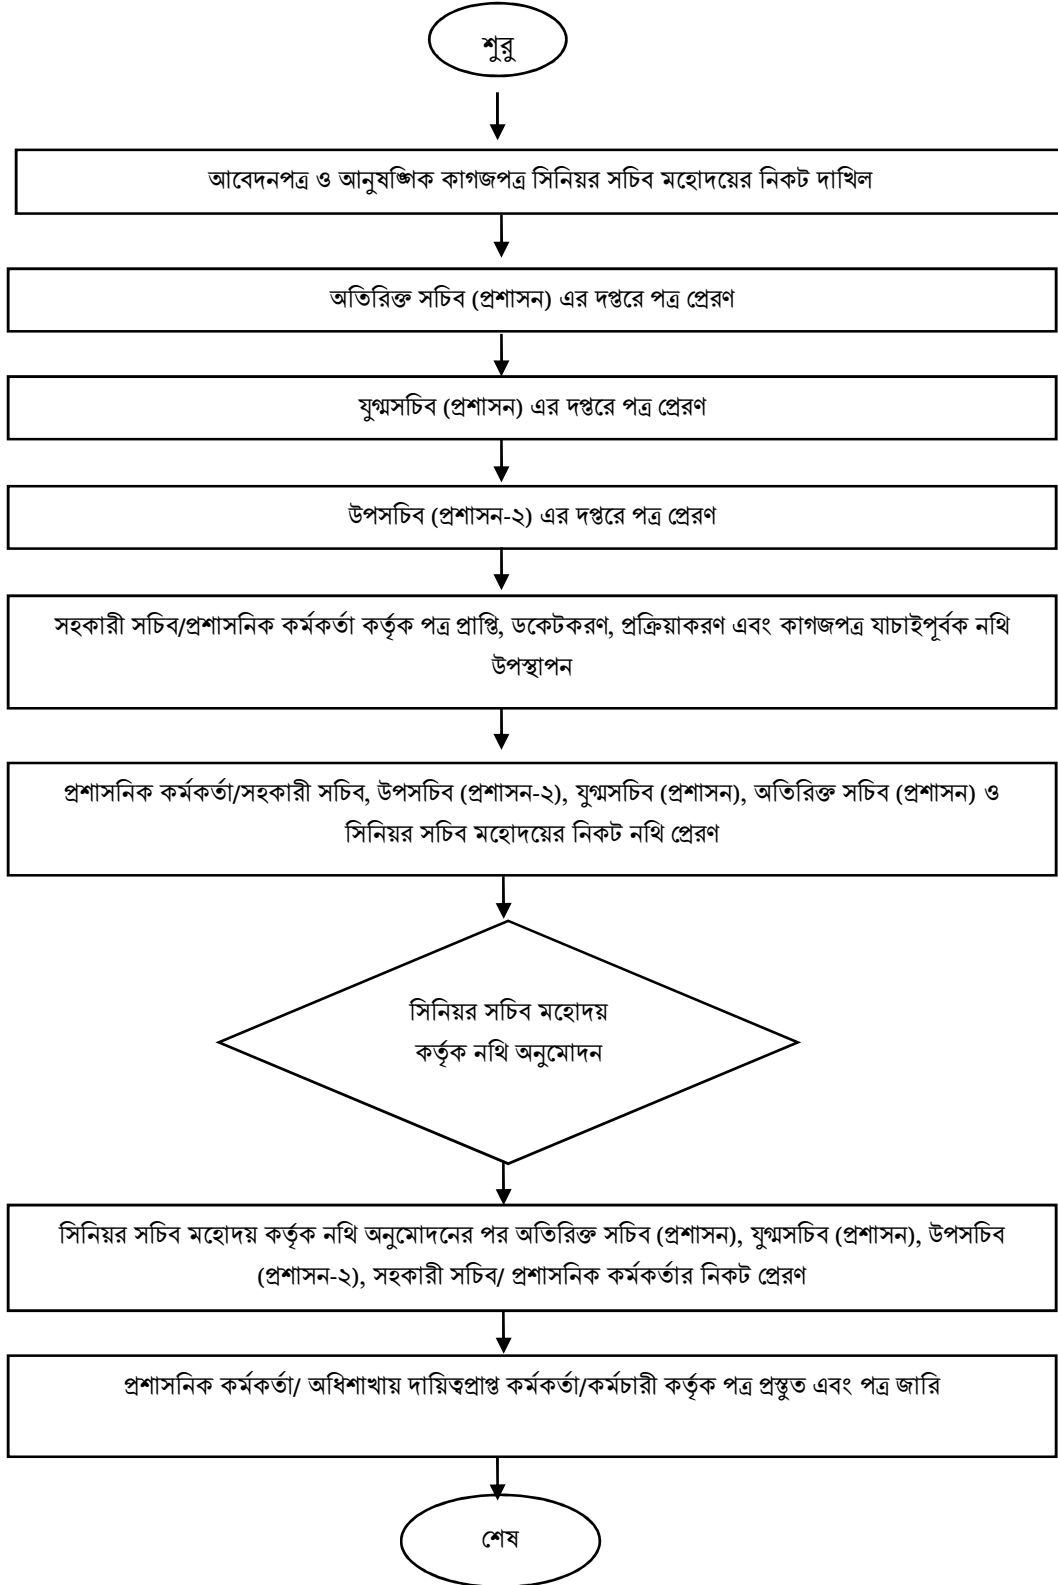 শুরু
আবেদনপত্র ও আনুষঙ্গিক কাগজপত্র সিনিয়র সচিব মহোদয়ের নিকট দাখিল
অতিরিক্ত সচিব (প্রশাসন) এর দপ্তরে পত্র প্রেরণ
যুগ্মসচিব (প্রশাসন) এর দপ্তরে পত্র প্রেরণ
উপসচিব (প্রশাসন-২) এর দপ্তরে পত্র প্রেরণ
সহকারী সচিব/প্রশাসনিক কর্মকর্তা কর্তৃক পত্র প্রাপ্তি, ডকেটকরণ, প্রক্রিয়াকরণ এবং কাগজপত্র যাচাইপূর্বক নথি
উপস্থাপন
প্রশাসনিক কর্মকর্তা/সহকারী সচিব, উপসচিব (প্রশাসন-২), যুগ্মসচিব (প্রশাসন), অতিরিক্ত সচিব (প্রশাসন) ও
সিনিয়র সচিব মহোদয়ের নিকট নথি প্রেরণ
সিনিয়র সচিব মহোদয়
কর্তৃক নথি অনুমোদন
সিনিয়র সচিব মহোদয় কর্তৃক নথি অনুমোদনের পর অতিরিক্ত সচিব (প্রশাসন), যুগ্মসচিব (প্রশাসন), উপসচিব
(প্রশাসন-২), সহকারী সচিব/ প্রশাসনিক কর্মকর্তার নিকট প্রেরণ
প্রশাসনিক কর্মকর্তা/ অধিশাখায় দায়িত্বপ্রাপ্ত কর্মকর্তা/কর্মচারী কর্তৃক পত্র প্রস্তুত এবং পত্র জারি
শেষ